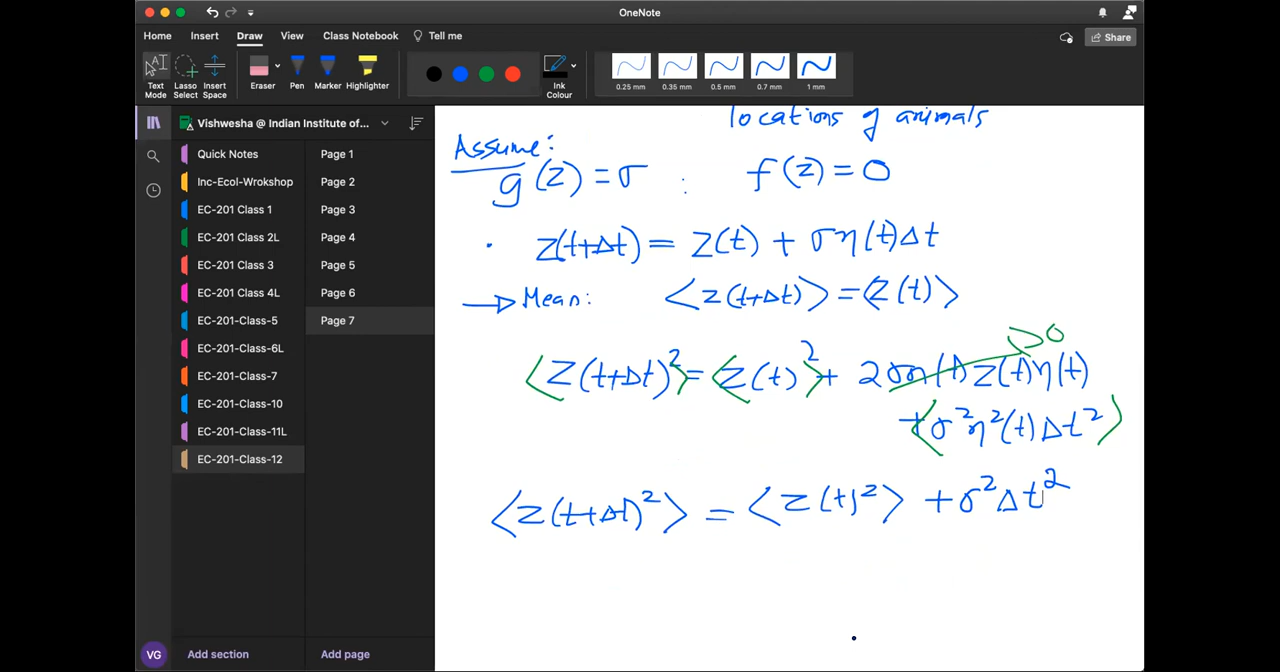 OneNote
Home Insert Draw View Class Notebook Tell me Share
Text Mode Lasso Select Insert Space Eraser Pen Marker Highlighter Ink Colour 0.25 mm 0.35 mm 0.5 mm 0.7 mm 1 mm
Vishwesha @ Indian Institute of...
Quick Notes
Inc-Ecol-Wrokshop
EC-201 Class 1
EC-201 Class 2L
EC-201 Class 3
EC-201 Class 4L
EC-201-Class-5
EC-201-Class-6L
EC-201-Class-7
EC-201-Class-10
EC-201-Class-11L
EC-201-Class-12
Page 1
Page 2
Page 3
Page 4
Page 5
Page 6
Page 7
VG Add section Add page
locations of animals
Assume:
g(z) = σ : f(z) = 0
z(t+Δt) = z(t) + ση(t)Δt
→ Mean: <z(t+Δt)> = <z(t)>
<z(t+Δt)²> = <z(t)²> + 2 z(t)η(t) → 0
+ <σ²η²(t)Δt²>
<z(t+Δt)²> = <z(t)²> + σ²Δt²